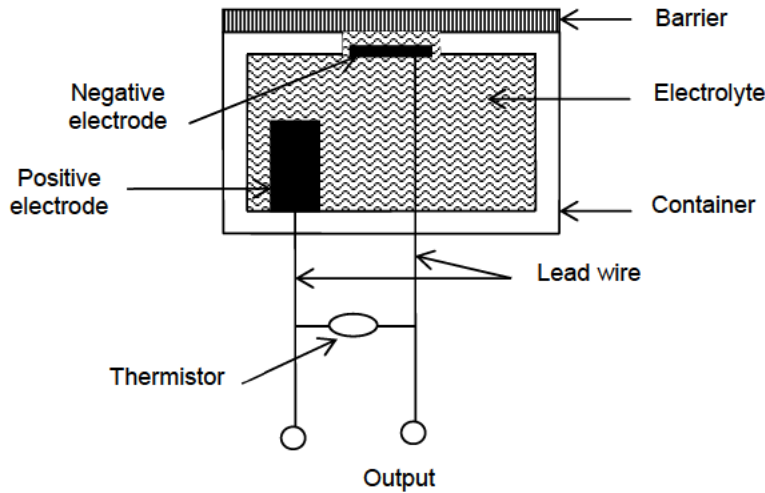 Barrier
Negative
electrode
Electrolyte
Positive
electrode
Container
Lead wire
Thermistor
Output